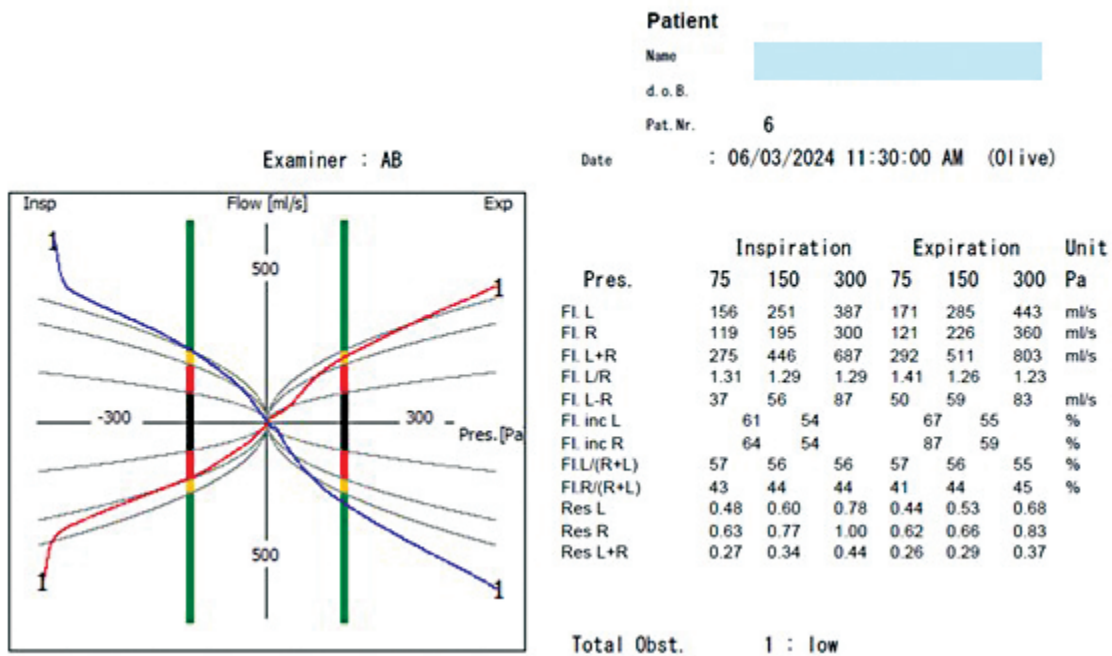 Patient
Name
d.o.B.
Pat.Nr. 6
Examiner : AB
Date : 06/03/2024 11:30:00 AM (Olive)
Insp Flow [ml/s] Exp
1
500
1
-300 300
Pres.[Pa
500
1
1
Inspiration Expiration Unit
Pres. 75 150 300 75 150 300 Pa
Fl. L 156 251 387 171 285 443 ml/s
Fl. R 119 195 300 121 226 360 ml/s
Fl. L+R 275 446 687 292 511 803 ml/s
Fl. L/R 1.31 1.29 1.29 1.41 1.26 1.23
Fl. L-R 37 56 87 50 59 83 ml/s
Fl. inc L 61 54 67 55 %
Fl. inc R 64 54 87 59 %
Fl.L/(R+L) 57 56 56 57 56 55 %
Fl.R/(R+L) 43 44 44 41 44 45 %
Res L 0.48 0.60 0.78 0.44 0.53 0.68
Res R 0.63 0.77 1.00 0.62 0.66 0.83
Res L+R 0.27 0.34 0.44 0.26 0.29 0.37
Total Obst. 1 : low